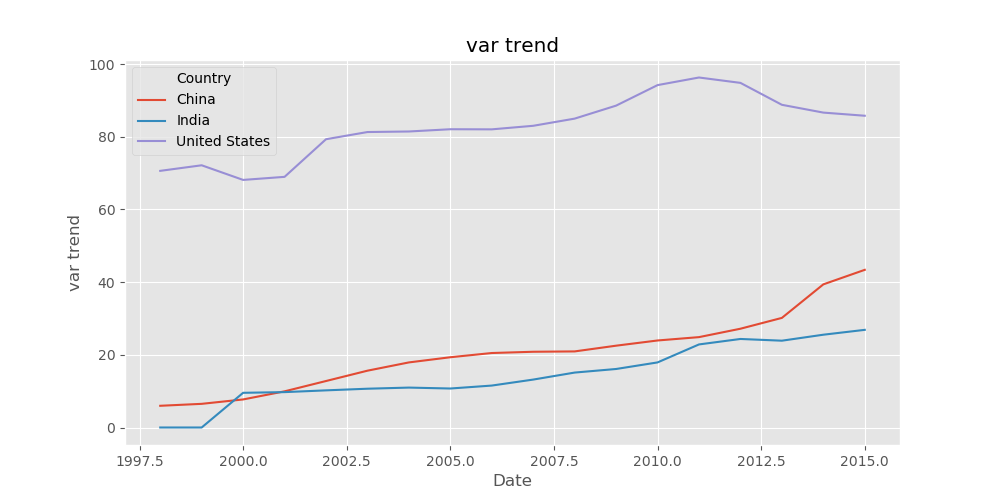 var trend
100
80
60
40
20
0
var trend
Country
China
India
United States
1997.5 2000.0 2002.5 2005.0 2007.5 2010.0 2012.5 2015.0
Date